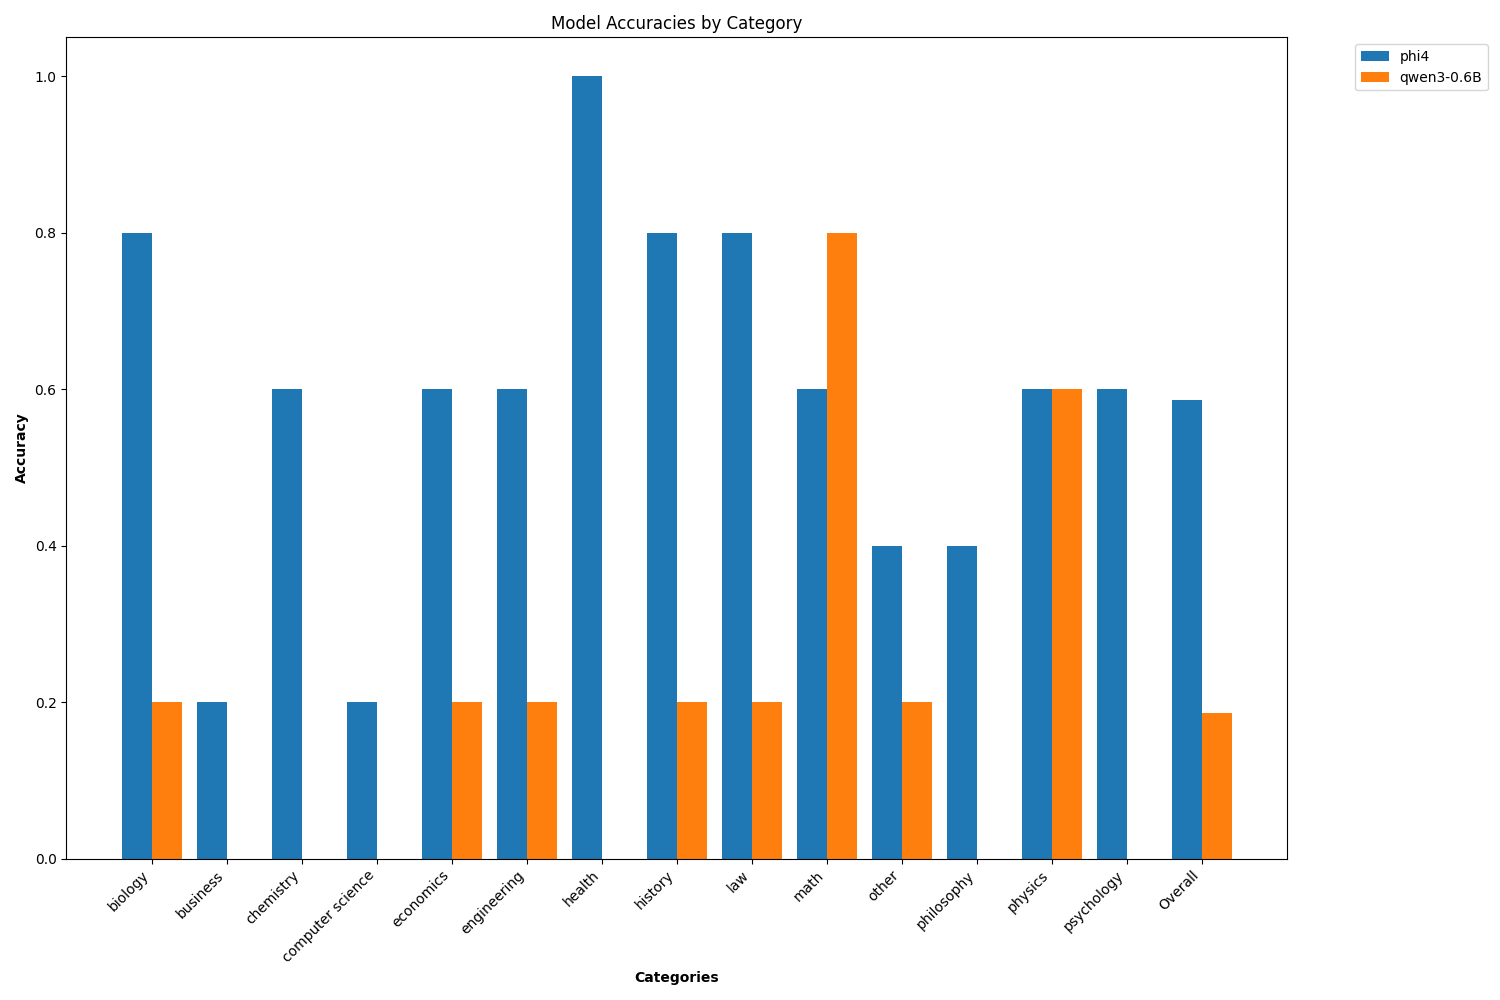 Model Accuracies by Category
phi4
qwen3-0.6B
1.0
0.8
0.6
0.4
0.2
0.0
Accuracy
biology
business
chemistry
computer science
economics
engineering
health
history
law
math
other
philosophy
physics
psychology
Overall
Categories